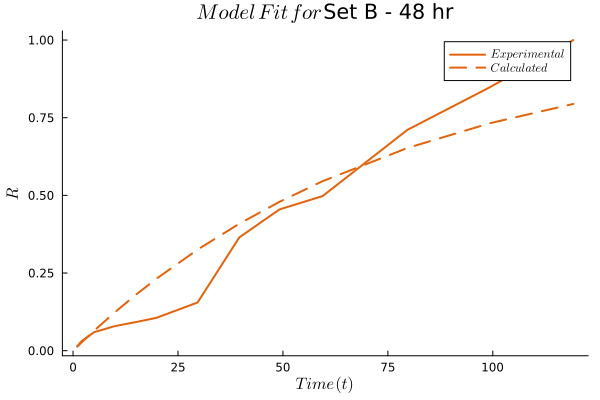 Model Fit for Set B - 48 hr
1.00
0.75
0.50
0.25
0.00
R
Experimental
Calculated
0 25 50 75 100
Time (t)